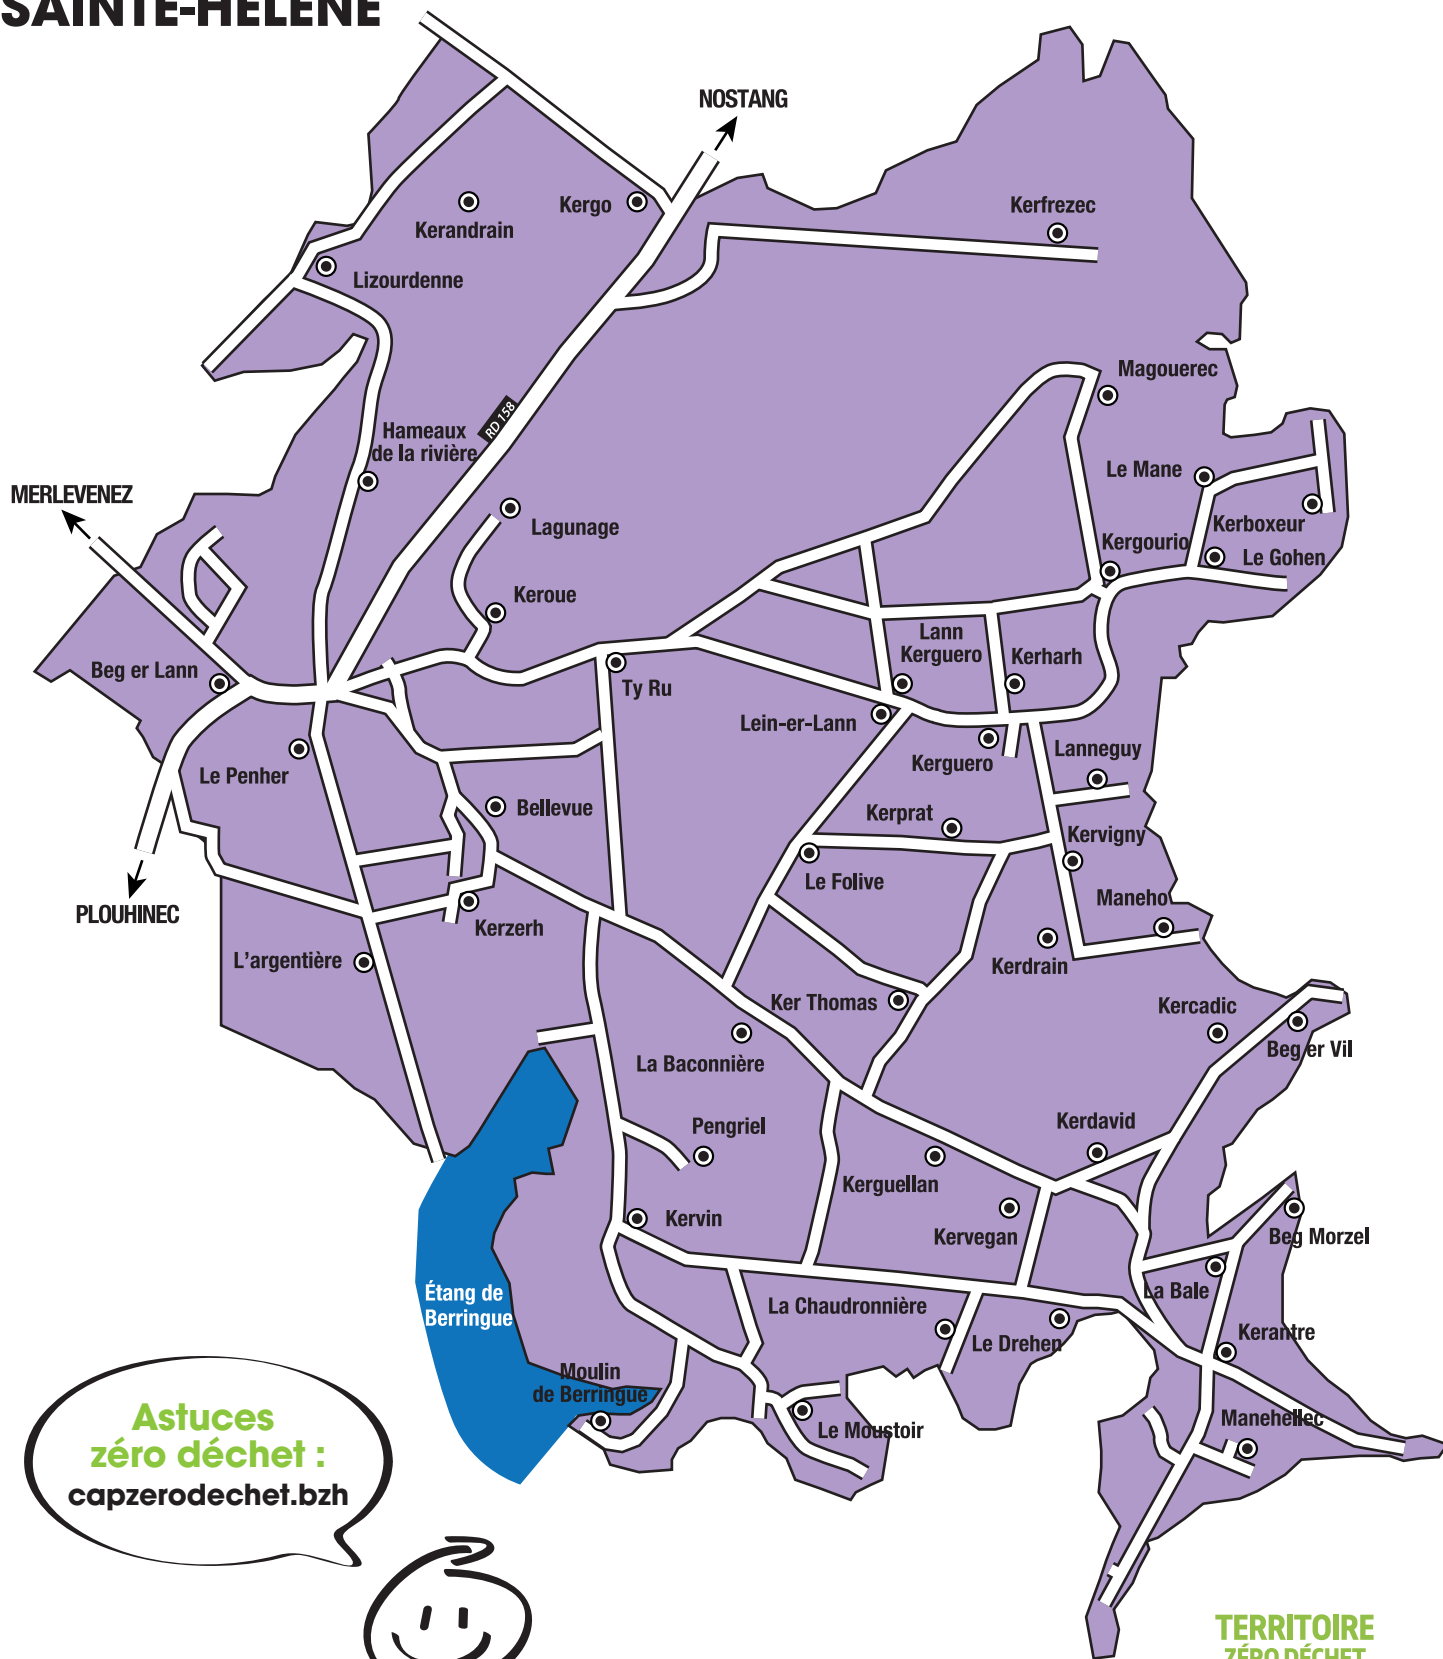 SAINTE-HÉLÈNE
NOSTANG
Kergo
Kerandrain
Kerfrezec
Lizourdenne
Magouerec
RD 158
Hameaux
de la rivière
Le Mane
MERLEVENEZ
Lagunage
Kerboxeur
Kergourio
Le Gohen
Keroue
Lann
Kerguero
Kerharh
Beg er Lann
Ty Ru
Lein-er-Lann
Lanneguy
Kerguero
Le Penher
Bellevue
Kerprat
Kervigny
Le Folive
Maneho
PLOUHINEC
Kerzerh
L'argentière
Kerdrain
Ker Thomas
Kercadic
Beg er Vil
La Baconnière
Pengriel
Kerdavid
Kerguellan
Kervin
Kervegan
Beg Morzel
Étang de
Berringue
La Bale
La Chaudronnière
Le Drehen
Kerantre
Moulin
de Berringue
Le Moustoir
Manehellec
Astuces
zéro déchet :
capzerodechet.bzh
TERRITOIRE
ZÉRO DÉCHET